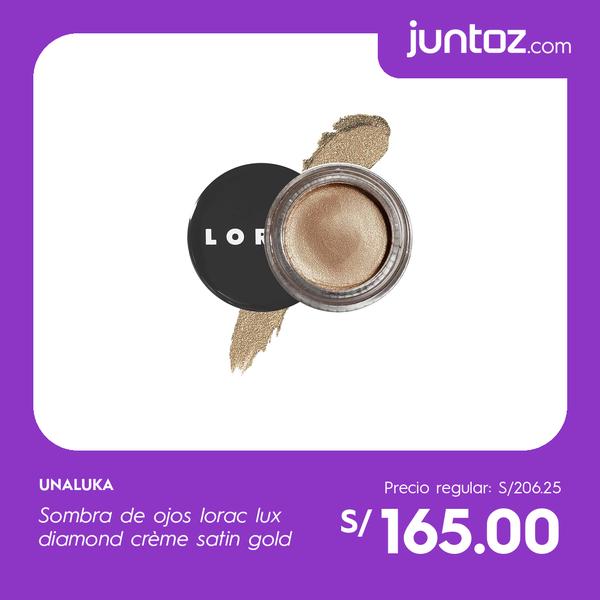 juntoz.com
LOR
UNALUKA
Sombra de ojos lorac lux
diamond crème satin gold
Precio regular: S/206.25
S/165.00